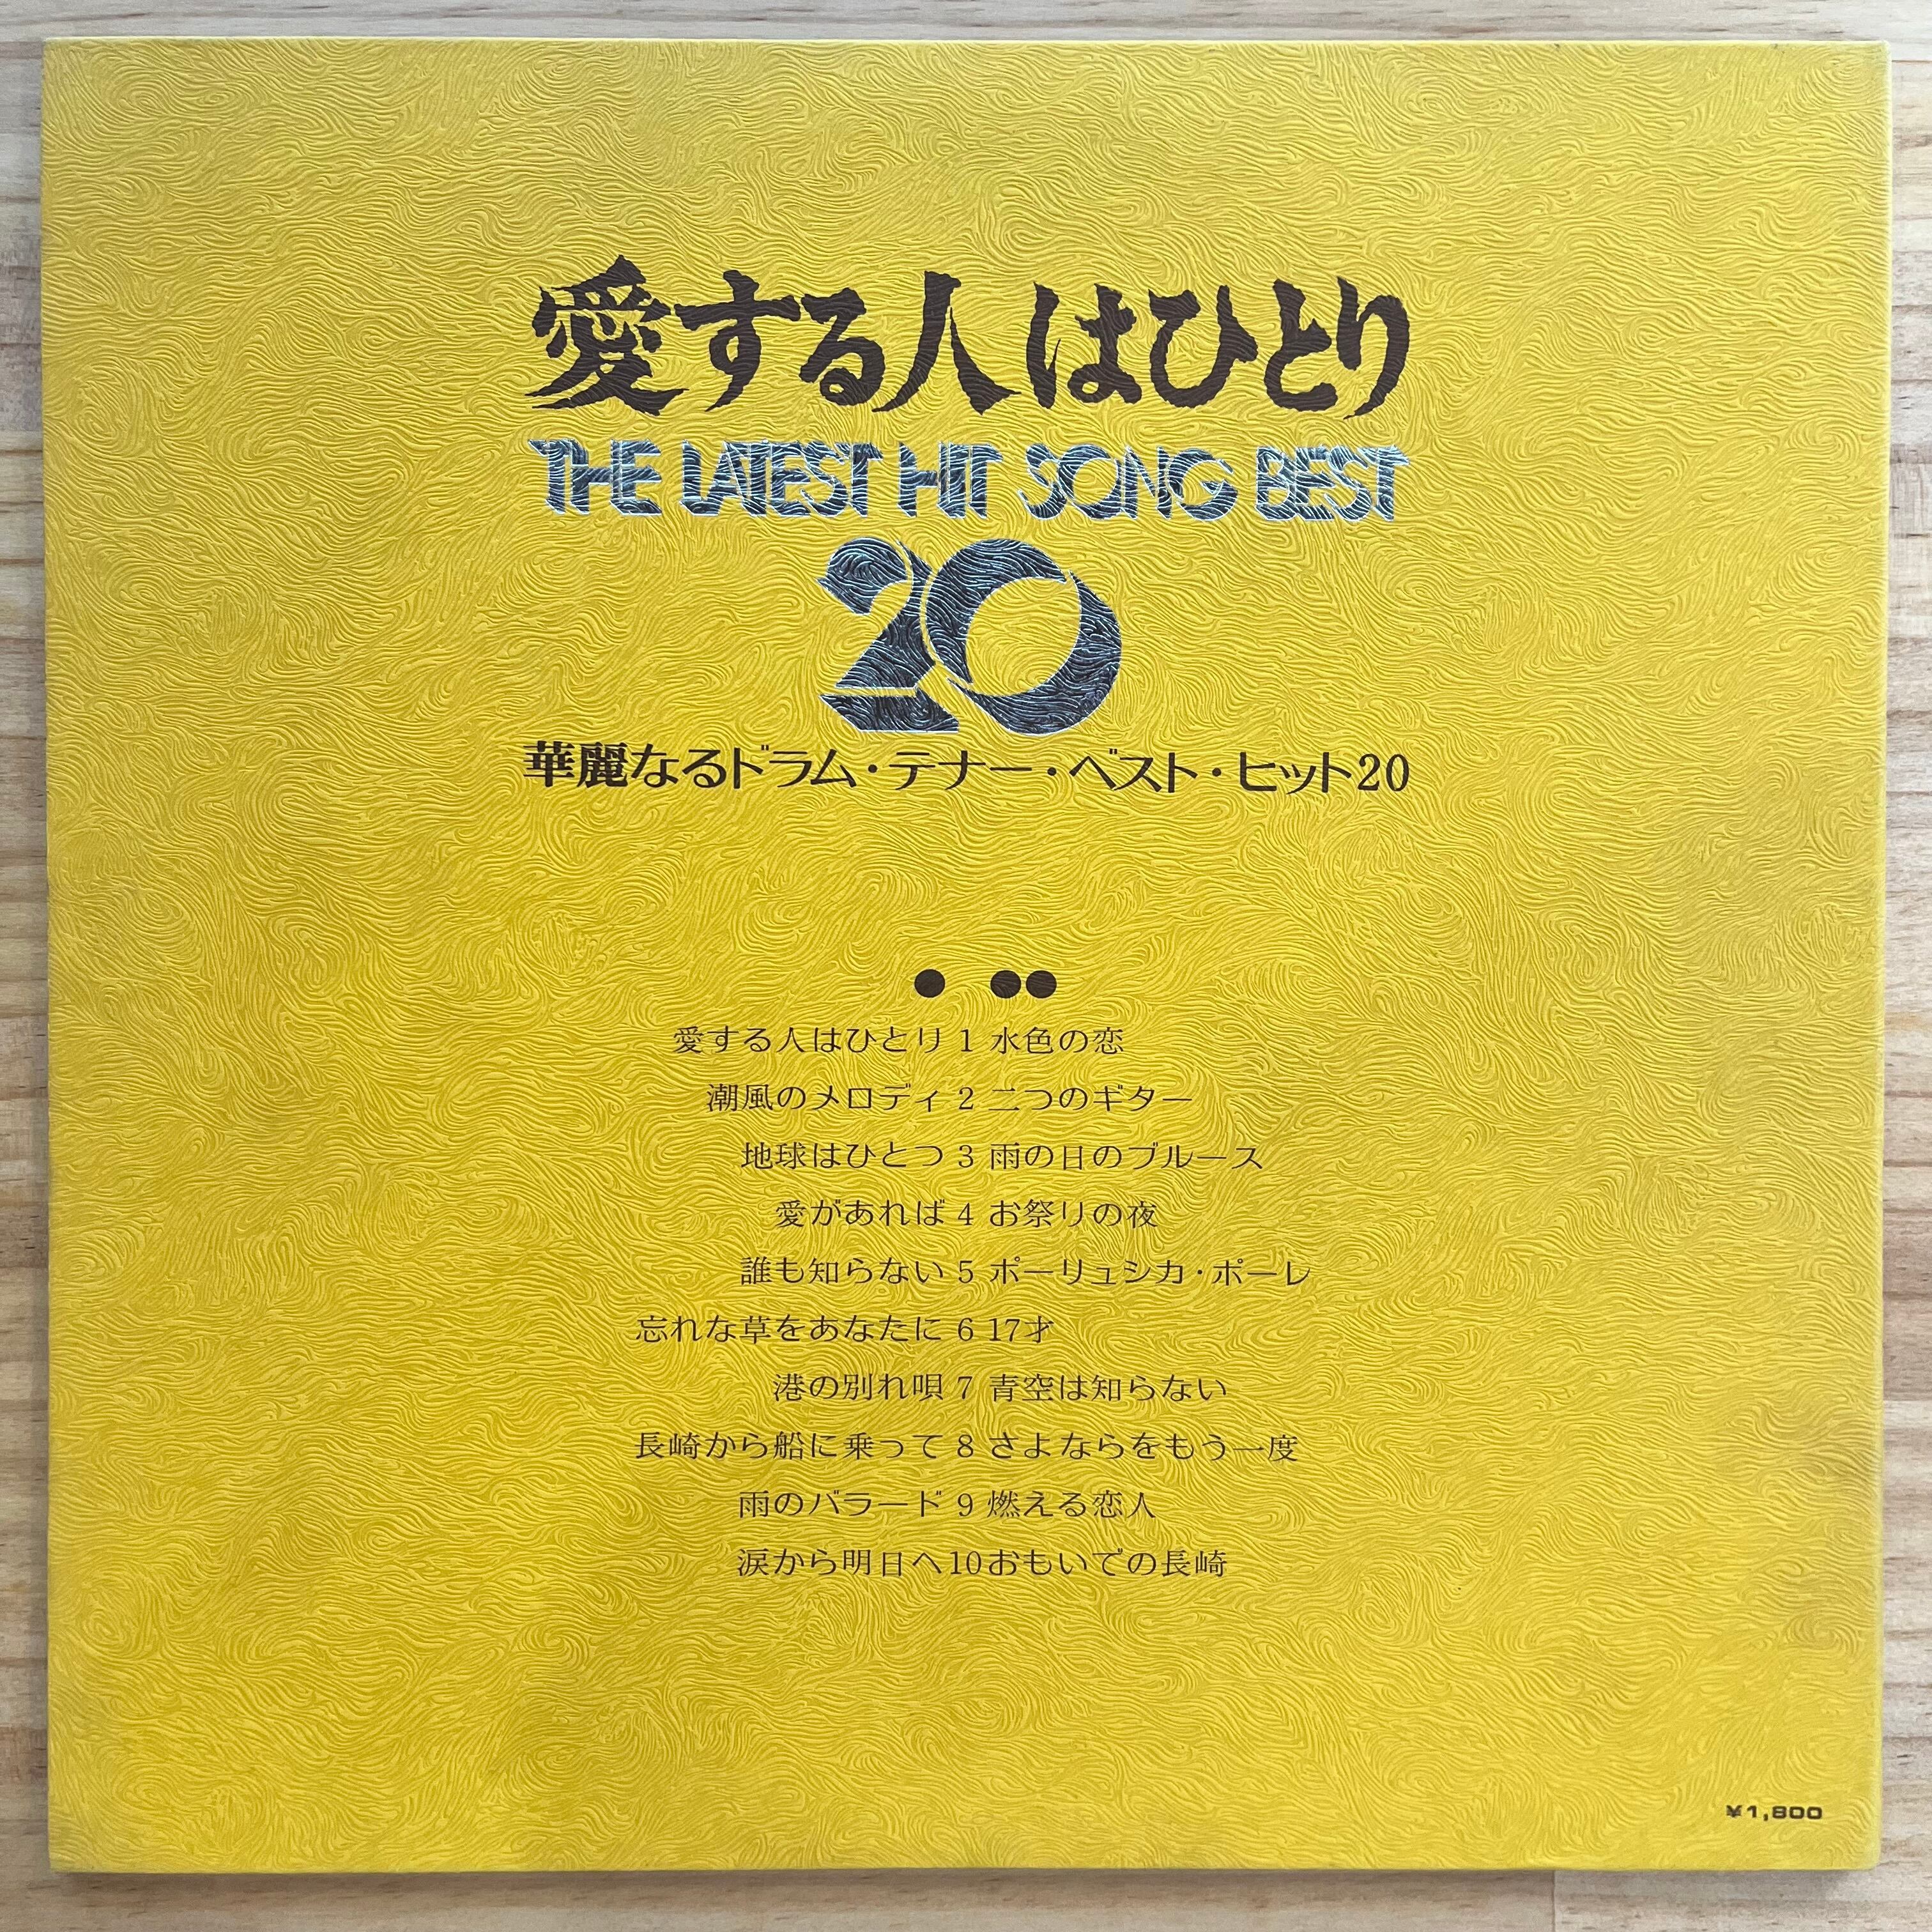 愛する人はひとり
THE LATEST HIT SONG BEST
20
華麗なるドラム・テナー・ベスト・ヒット20
● ●●
愛する人はひとり 1 水色の恋
潮風のメロディ 2 二つのギター
地球はひとつ 3 雨の日のブルース
愛があれば 4 お祭りの夜
誰も知らない 5 ポーリュシカ・ポーレ
忘れな草をあなたに 6 17才
港の別れ唄 7 青空は知らない
長崎から船に乗って 8 さよならをもう一度
雨のバラード 9 燃える恋人
涙から明日へ 10 おもいでの長崎
¥1,800